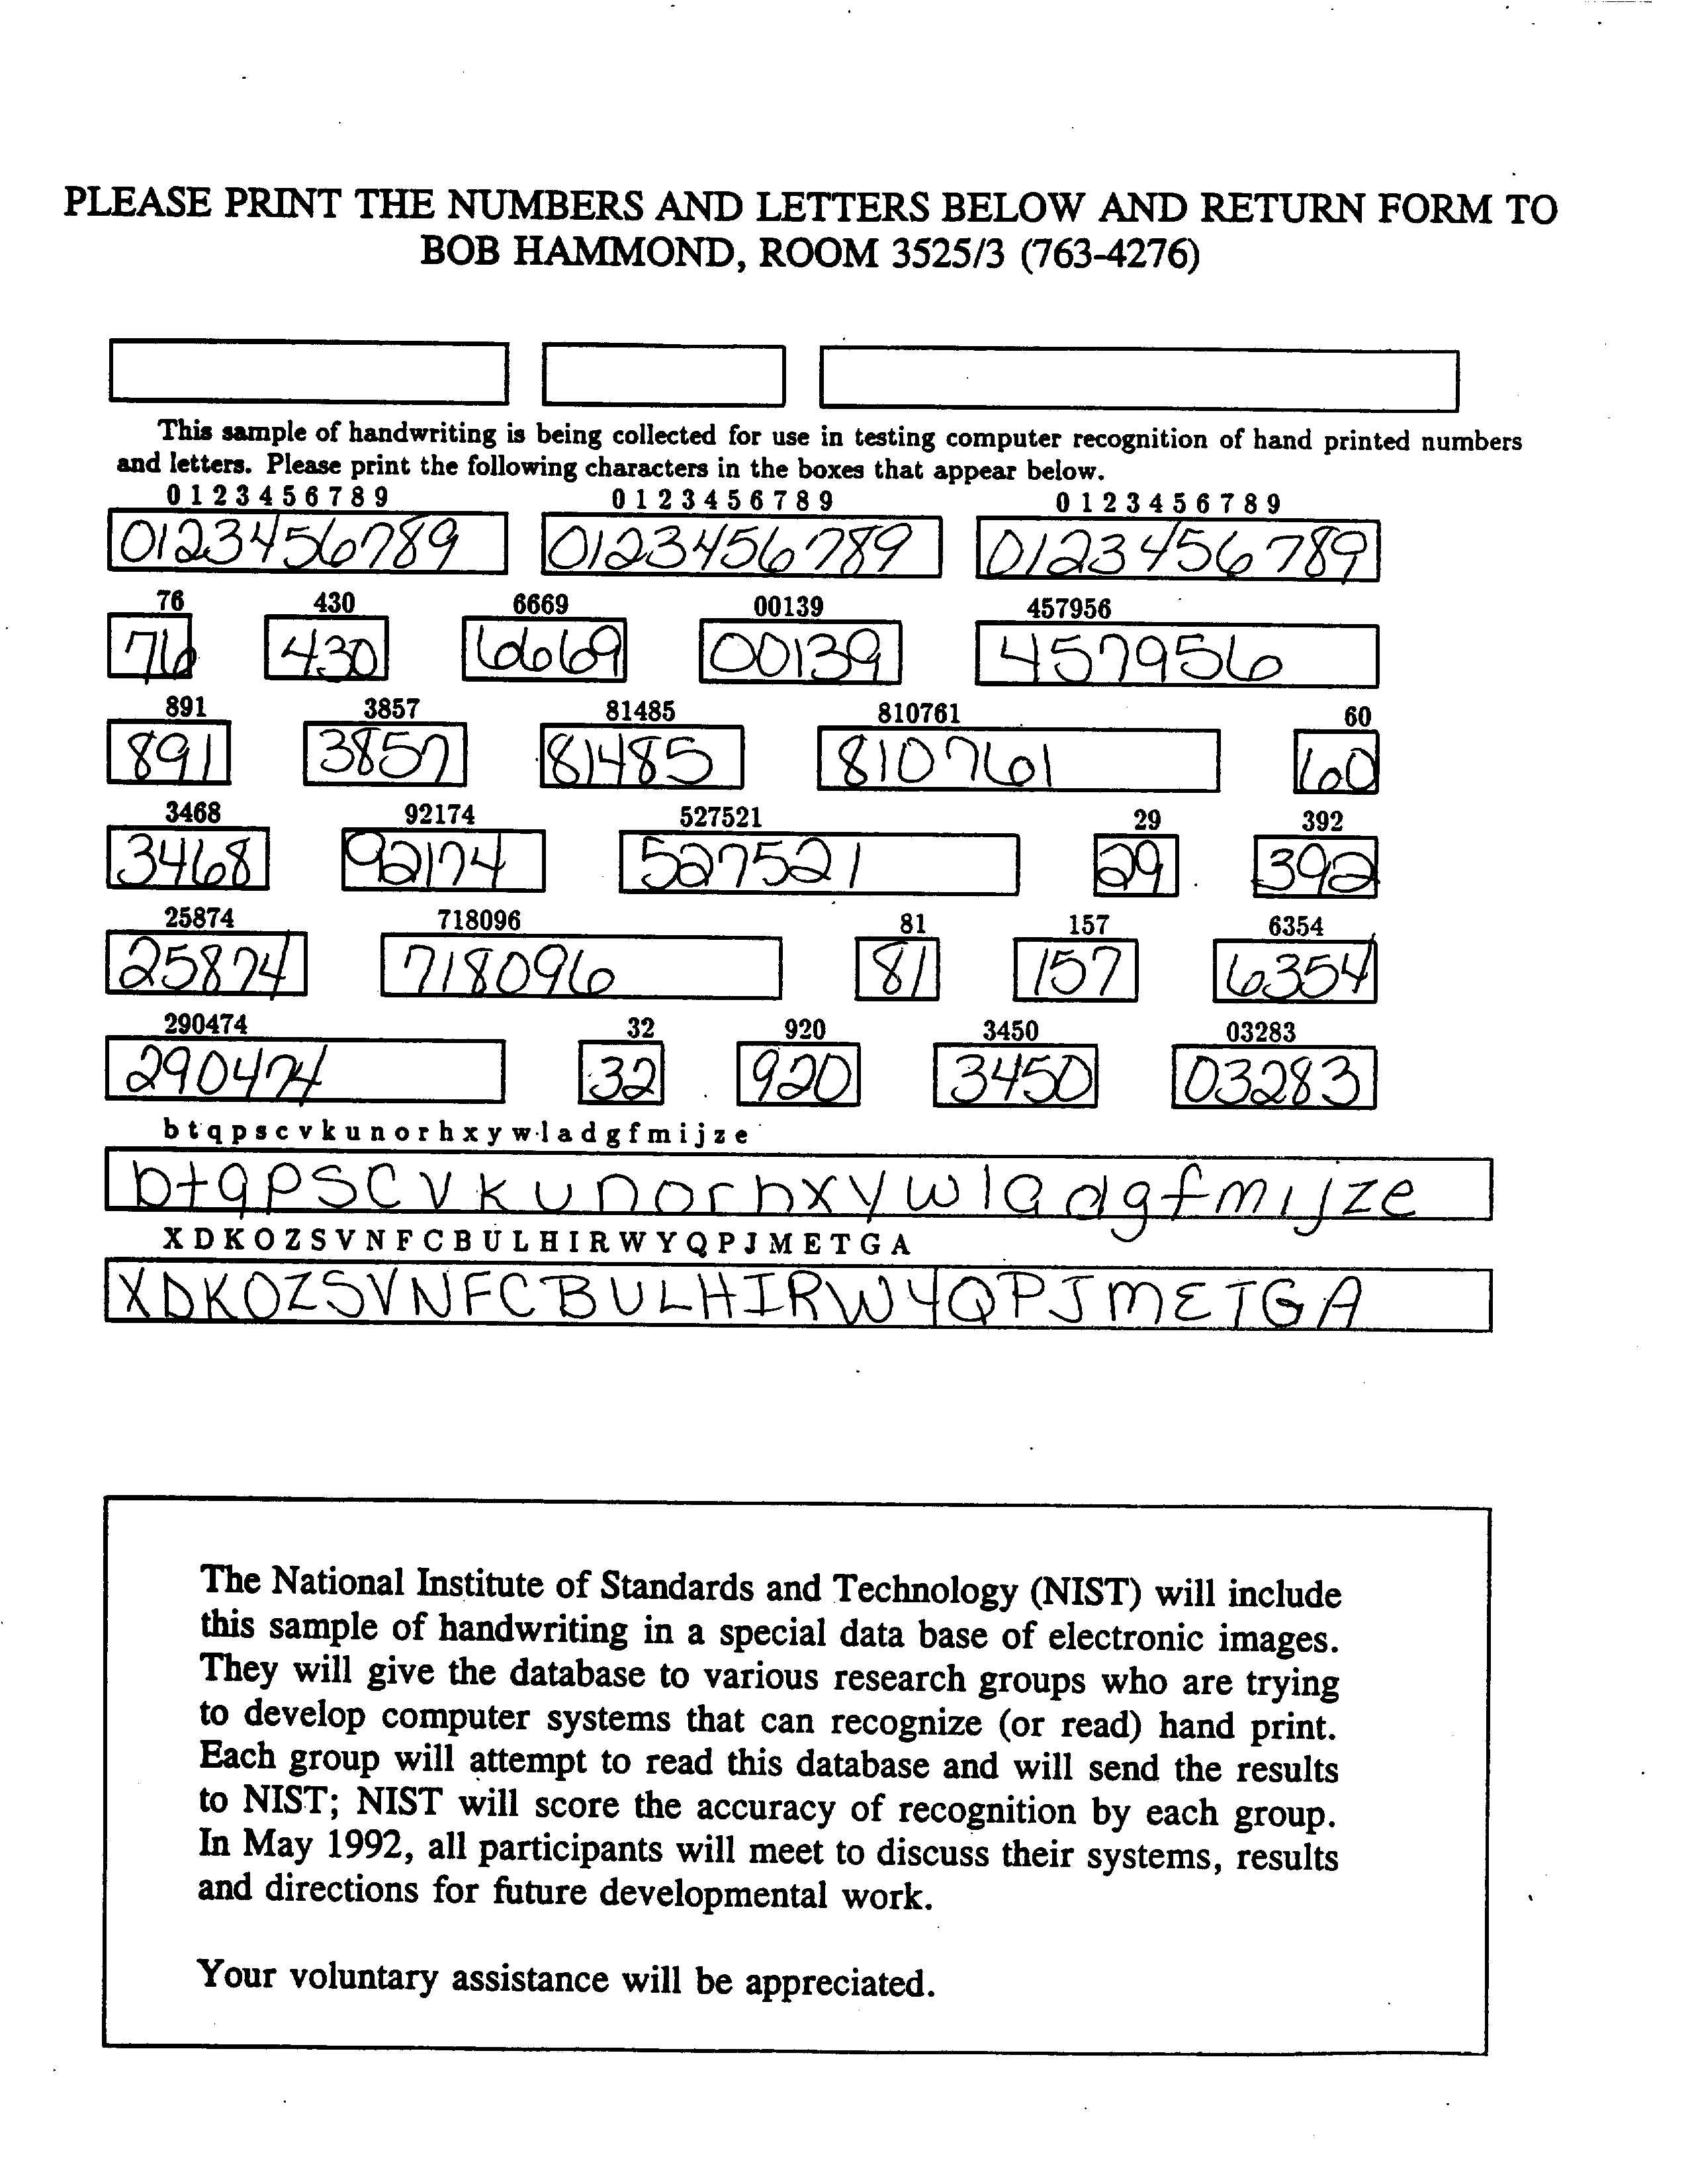 PLEASE PRINT THE NUMBERS AND LETTERS BELOW AND RETURN FORM TO
BOB HAMMOND, ROOM 3525/3 (763-4276)
This sample of handwriting is being collected for use in testing computer recognition of hand printed numbers
and letters. Please print the following characters in the boxes that appear below.
0 1 2 3 4 5 6 7 8 9 0 1 2 3 4 5 6 7 8 9 0 1 2 3 4 5 6 7 8 9
0123456789 0123456789 0123456789
76 430 6669 00139 457956
76 430 6669 00139 457956
891 3857 81485 810761 60
891 3857 81485 810761 60
3468 92174 527521 29 392
3468 92174 527521 29 392
25874 718096 81 157 6354
25874 718096 81 157 6354
290474 32 920 3450 03283
290474 32 920 3450 03283
b t q p s c v k u n o r h x y w l a d g f m i j z e
b t q p s c v k u n o r h x y w l a d g f m i j z e
X D K O Z S V N F C B U L H I R W Y Q P J M E T G A
X D K O Z S V N F C B U L H I R W Y Q P J M E T G A
The National Institute of Standards and Technology (NIST) will include
this sample of handwriting in a special data base of electronic images.
They will give the database to various research groups who are trying
to develop computer systems that can recognize (or read) hand print.
Each group will attempt to read this database and will send the results
to NIST; NIST will score the accuracy of recognition by each group.
In May 1992, all participants will meet to discuss their systems, results
and directions for future developmental work.
Your voluntary assistance will be appreciated.